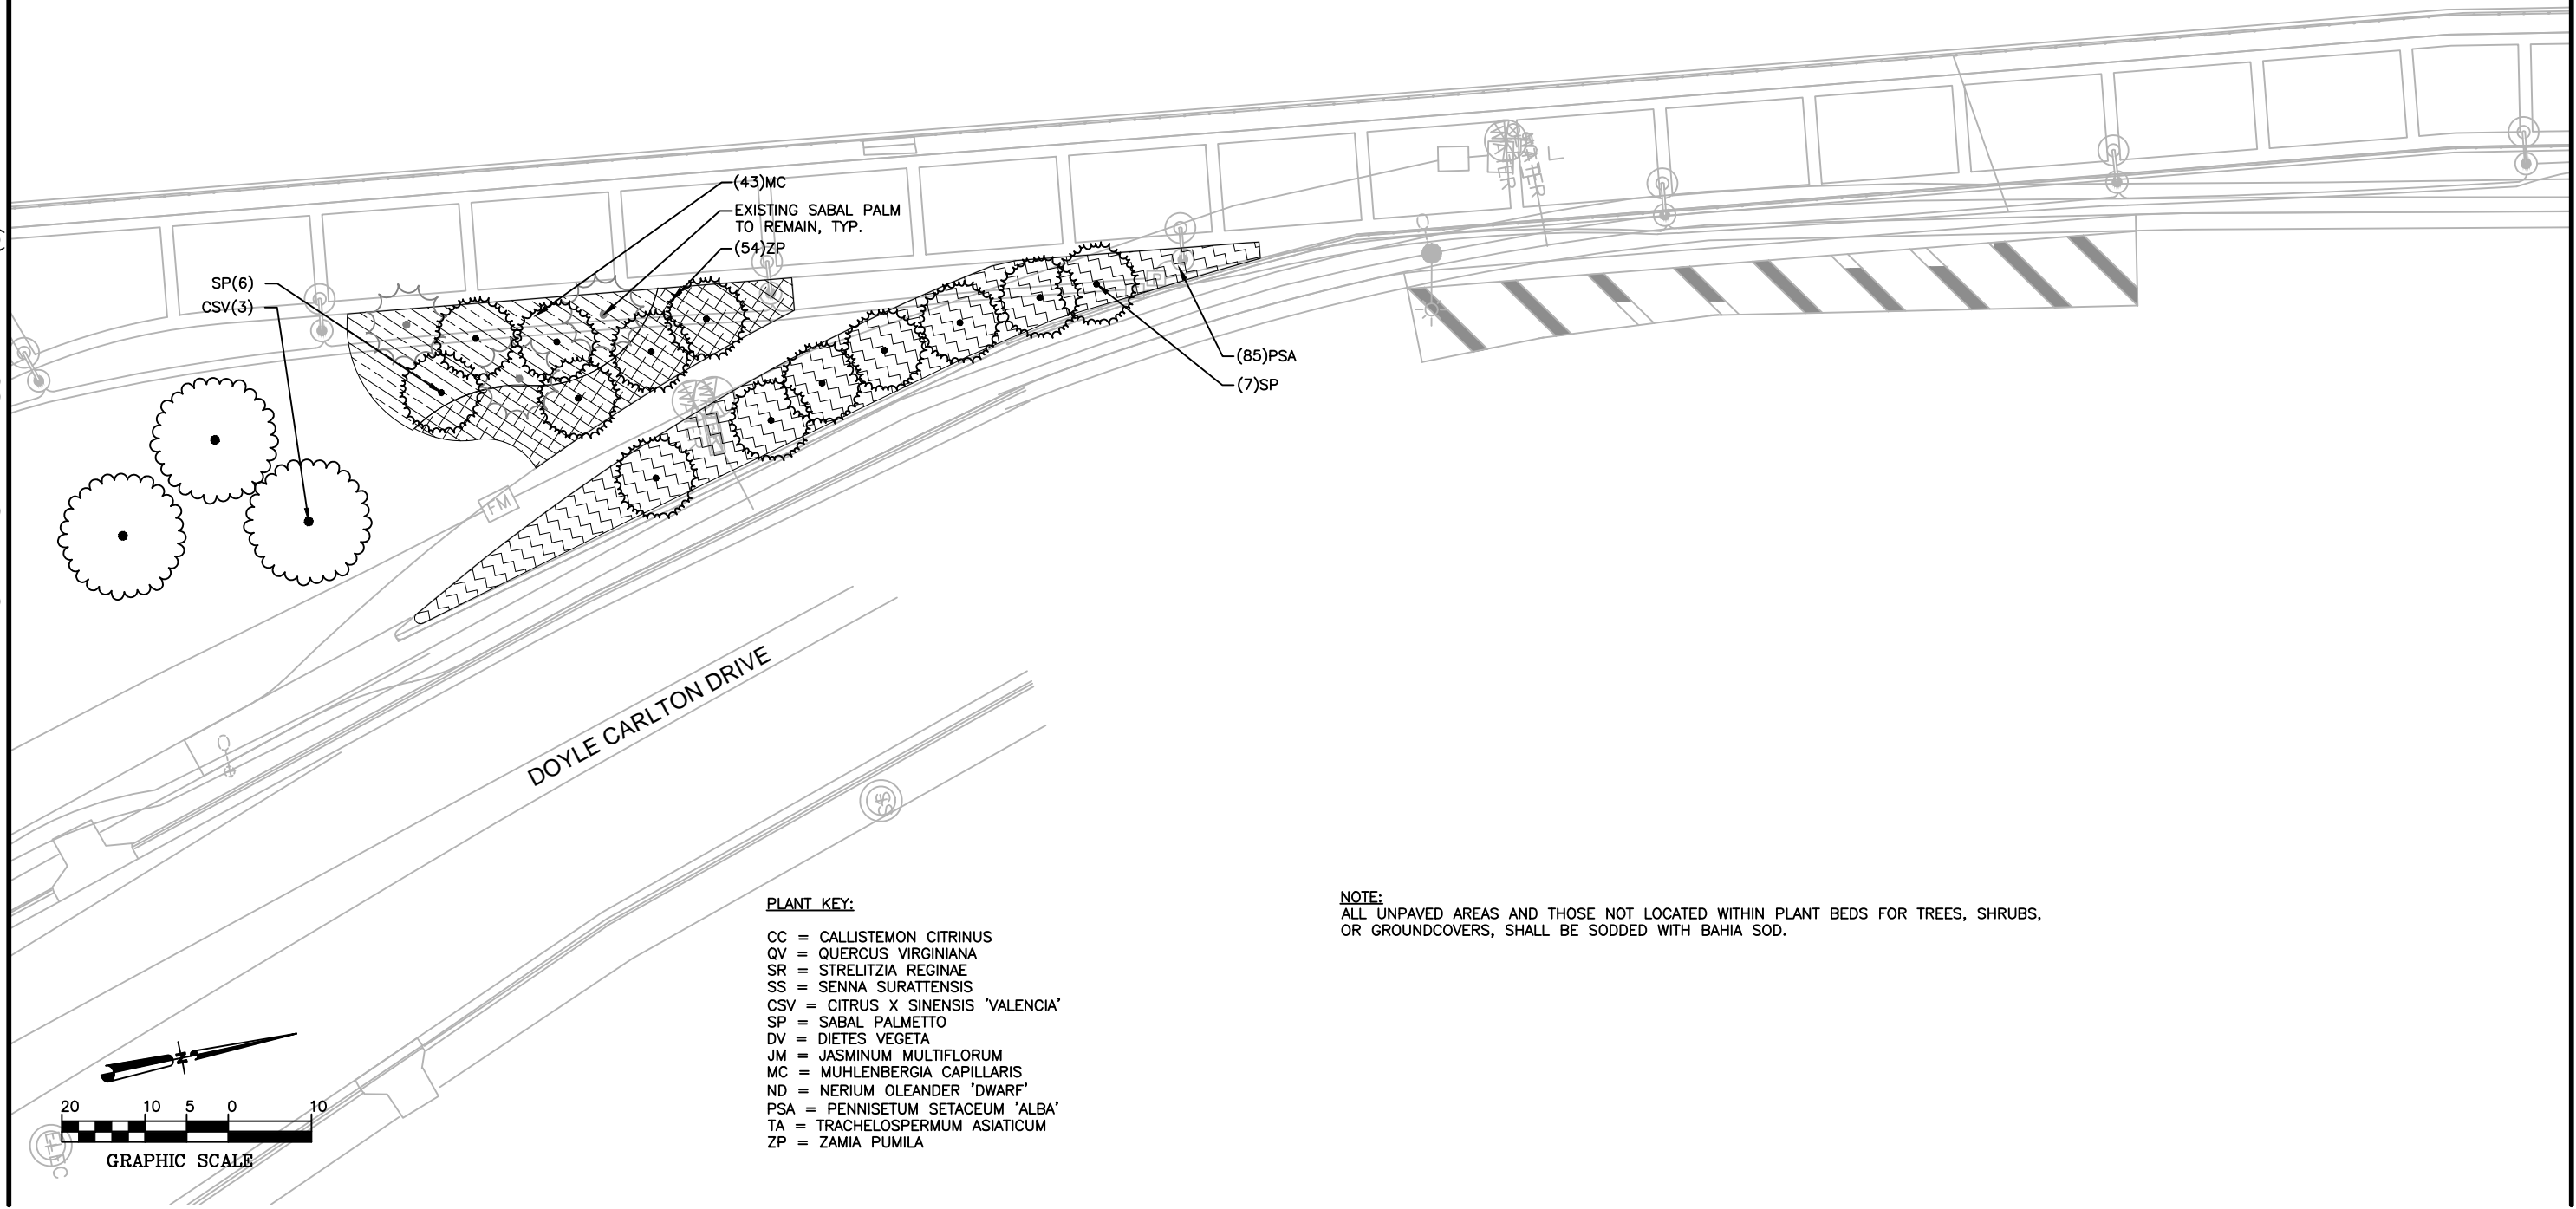 (43)MC
EXISTING SABAL PALM
TO REMAIN, TYP.
(54)ZP
SP(6)
CSV(3)
(85)PSA
(7)SP
FM
DOYLE CARLTON DRIVE
PLANT KEY:
CC = CALLISTEMON CITRINUS
QV = QUERCUS VIRGINIANA
SR = STRELITZIA REGINAE
SS = SENNA SURATTENSIS
CSV = CITRUS X SINENSIS 'VALENCIA'
SP = SABAL PALMETTO
DV = DIETES VEGETA
JM = JASMINUM MULTIFLORUM
MC = MUHLENBERGIA CAPILLARIS
ND = NERIUM OLEANDER 'DWARF'
PSA = PENNISETUM SETACEUM 'ALBA'
TA = TRACHELOSPERMUM ASIATICUM
ZP = ZAMIA PUMILA
NOTE:
ALL UNPAVED AREAS AND THOSE NOT LOCATED WITHIN PLANT BEDS FOR TREES, SHRUBS,
OR GROUNDCOVERS, SHALL BE SODDED WITH BAHIA SOD.
N
20 10 5 0 10
GRAPHIC SCALE